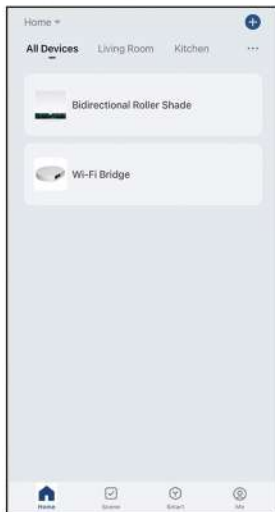 Home
All Devices Living Room Kitchen ...
Bidirectional Roller Shade
Wi-Fi Bridge
Home Scene Smart Me